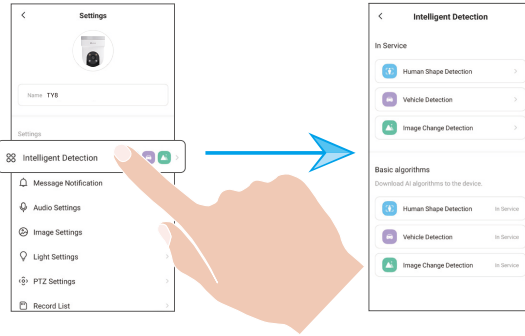 Settings
Name TY8
Settings
Intelligent Detection
Message Notification
Audio Settings
Image Settings
Light Settings
PTZ Settings
Record List
Intelligent Detection
In Service
Human Shape Detection
Vehicle Detection
Image Change Detection
Basic algorithms
Download AI algorithms to the device.
Human Shape Detection In Service
Vehicle Detection In Service
Image Change Detection In Service